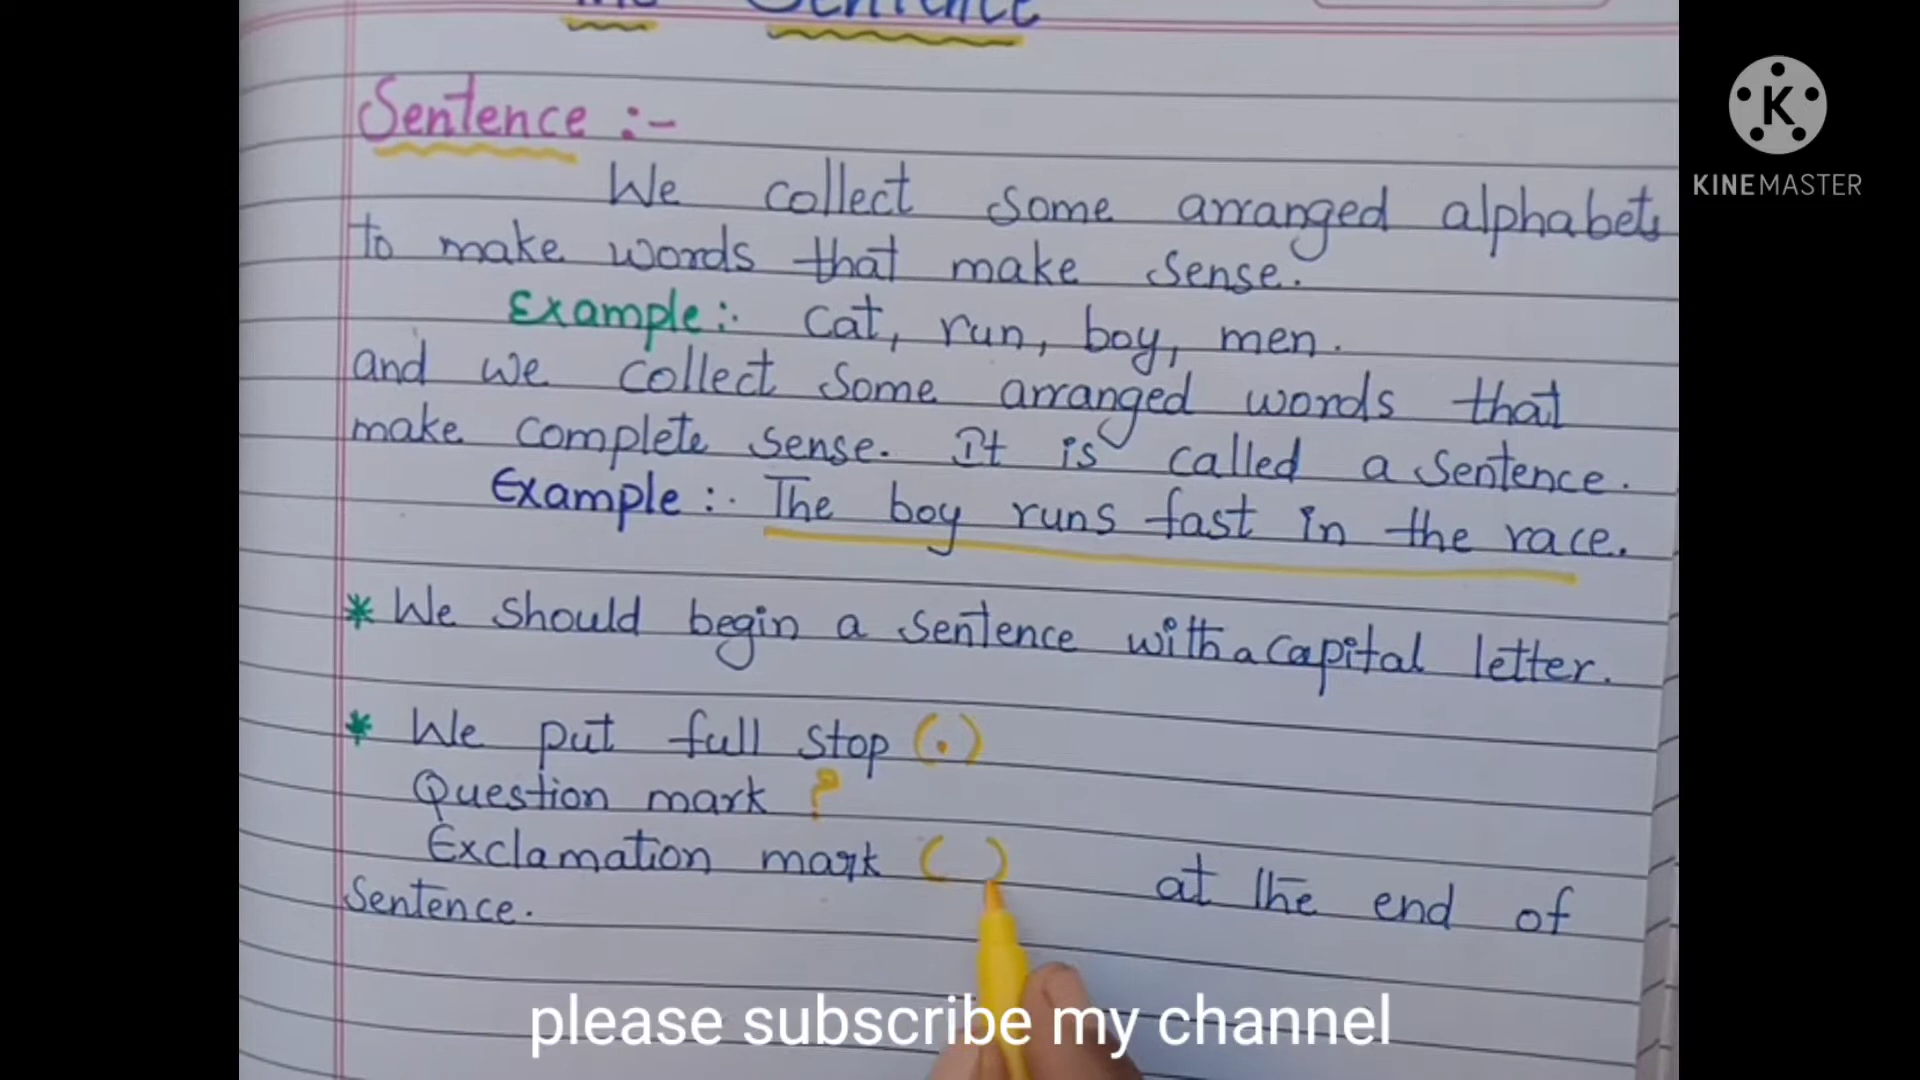 The Sentence
Sentence :-
We collect some arranged alphabets
to make words that make sense.
Example:. cat, run, boy, men.
and we collect some arranged words that
make complete sense. It is called a sentence.
Example :. The boy runs fast in the race.
* We should begin a sentence with a capital letter.
* We put full stop (.)
Question mark ?
Exclamation mark ( ) at the end of
sentence.
please subscribe my channel
K
KINEMASTER